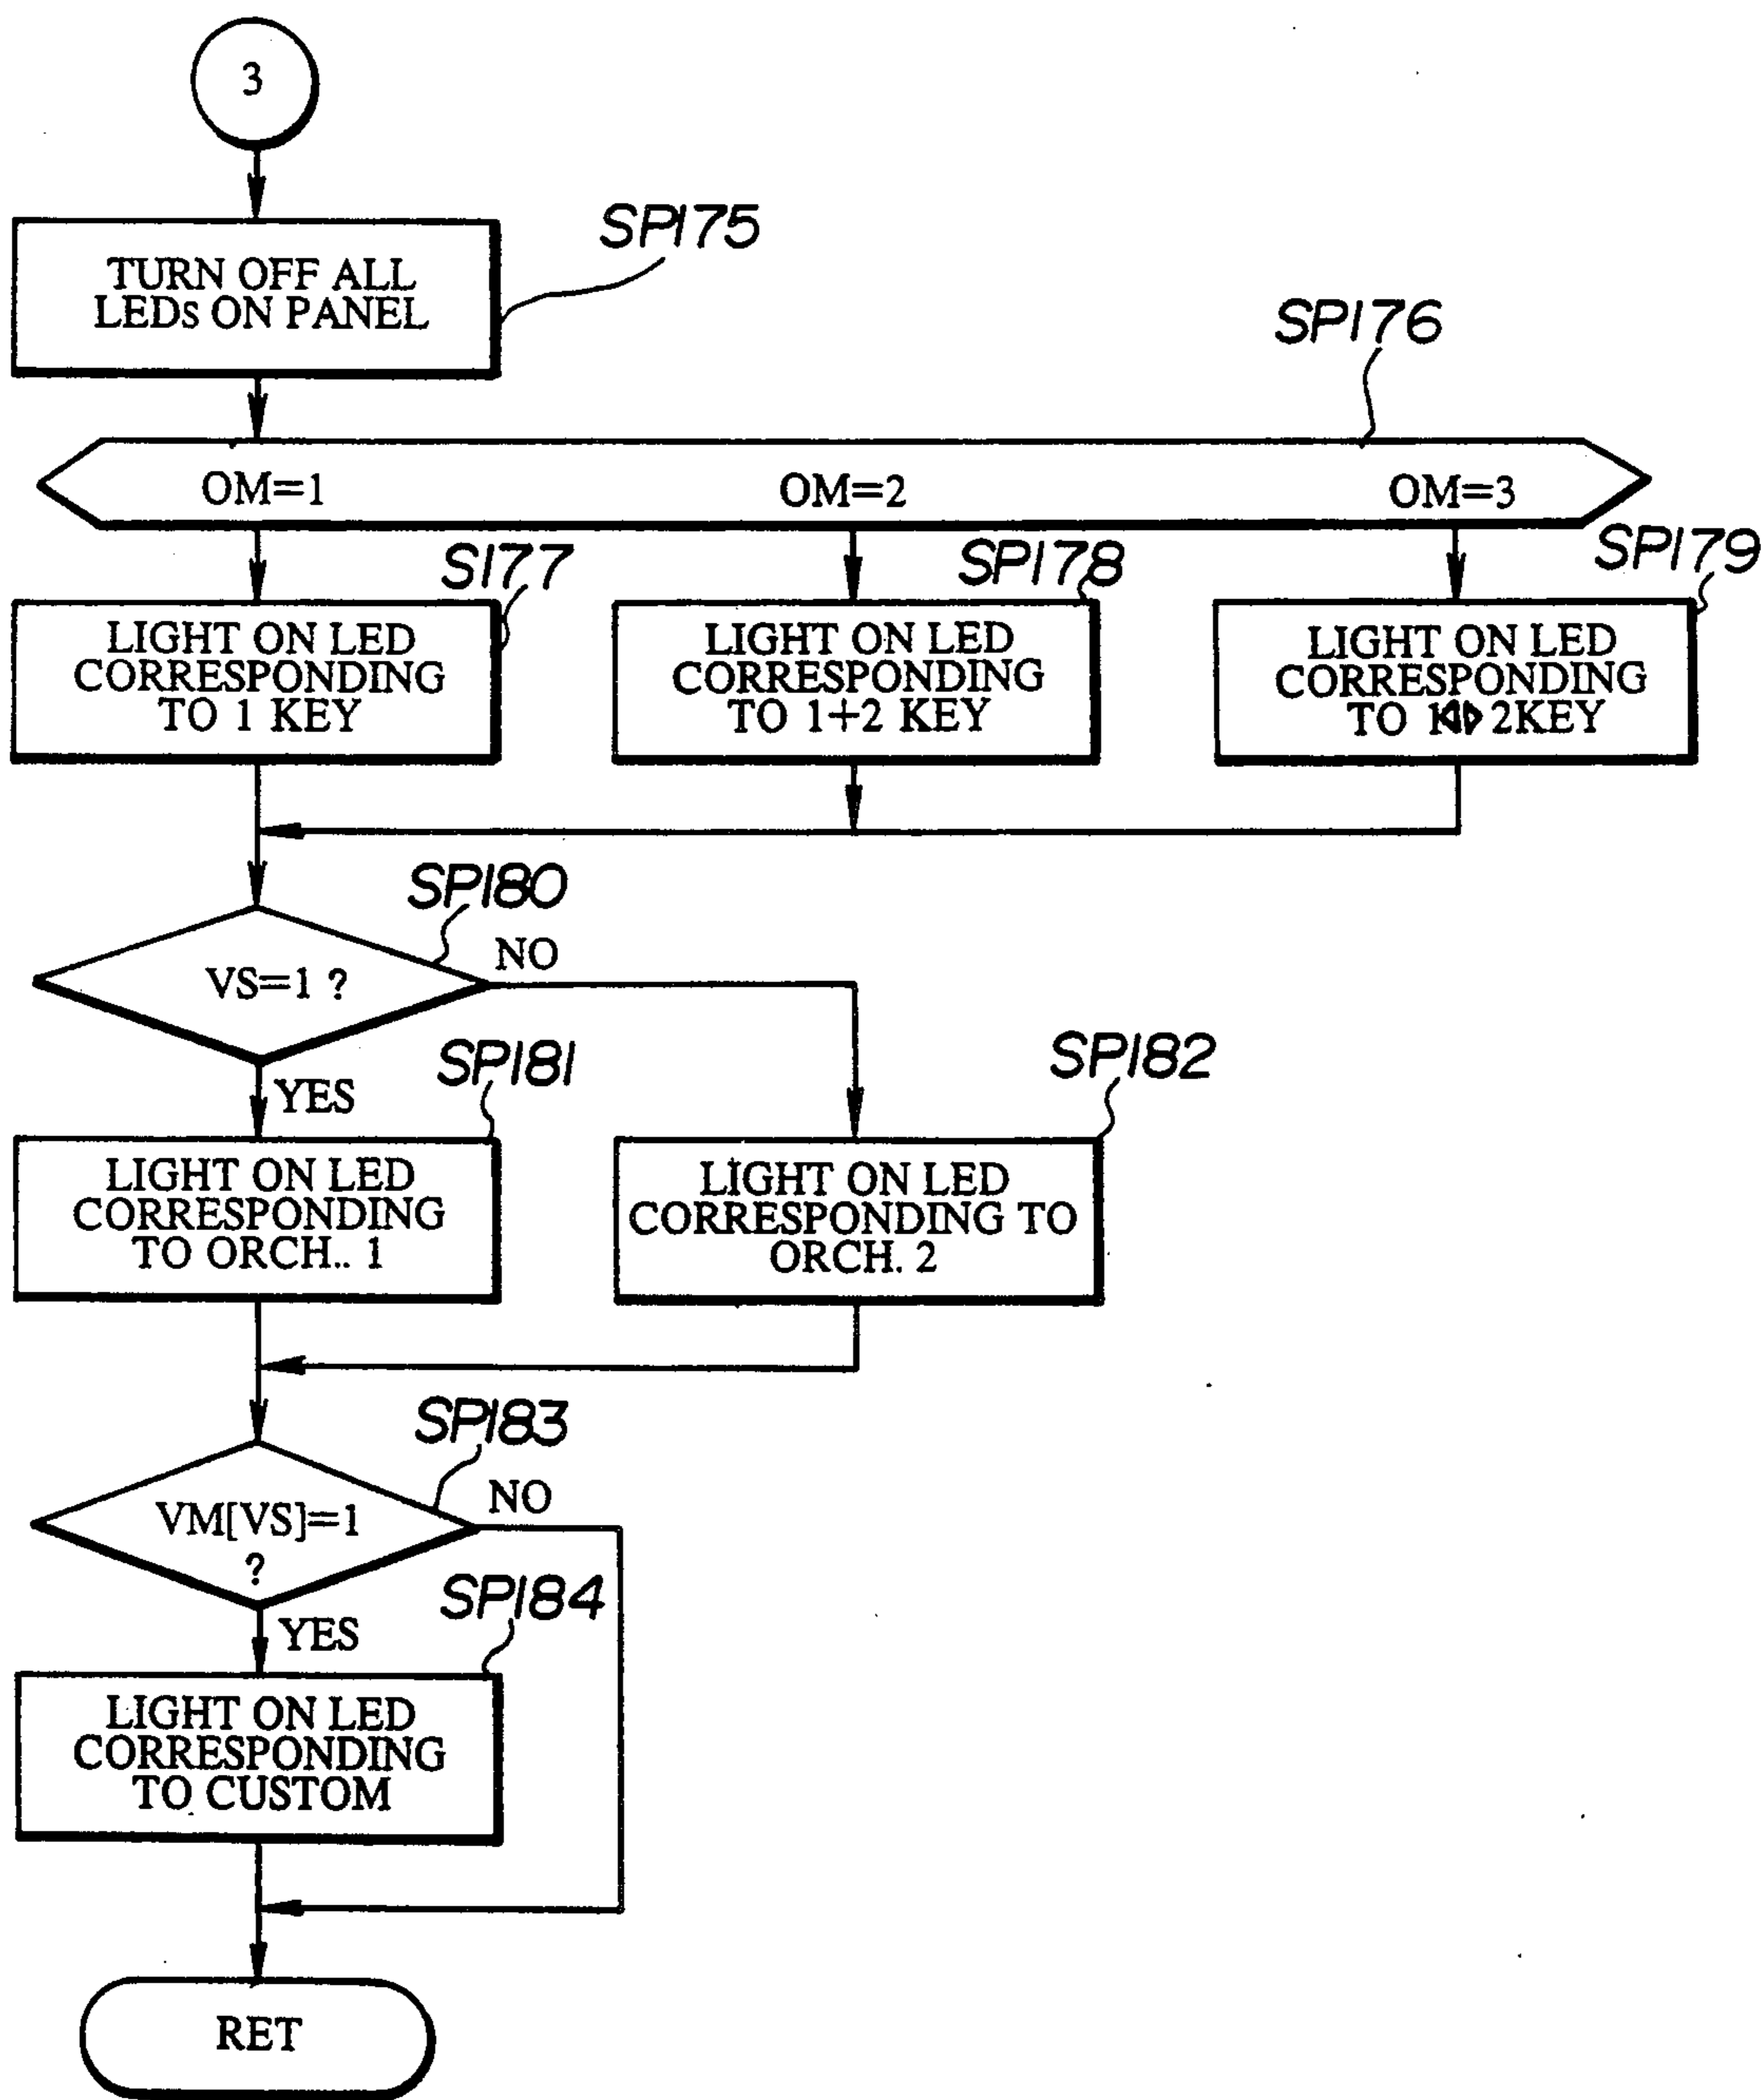 3
SP175
TURN OFF ALL
LEDs ON PANEL
SP176
OM=1
OM=2
OM=3
S177
SP178
SP179
LIGHT ON LED
CORRESPONDING
TO 1 KEY
LIGHT ON LED
CORRESPONDING
TO 1+2 KEY
LIGHT ON LED
CORRESPONDING
TO 1◁▷2KEY
SP180
VS=1 ?
NO
YES
SP181
SP182
LIGHT ON LED
CORRESPONDING
TO ORCH.. 1
LIGHT ON LED
CORRESPONDING TO
ORCH. 2
SP183
VM[VS]=1
?
NO
YES
SP184
LIGHT ON LED
CORRESPONDING
TO CUSTOM
RET